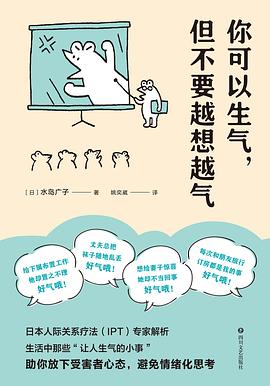 你可以生气，
但不要越想越气
［日］水岛广子 —— 著 姚奕崴 —— 译
给下属布置工作
他却置之不理
好气哦！
丈夫总把
袜子随地乱丢
好气哦！
想给妻子惊喜
她却不当回事
好气哦！
每次和朋友旅行
订房都是我的事
好气哦！
日本人际关系疗法（IPT）专家解析
生活中那些“让人生气的小事”
助你放下受害者心态，避免情绪化思考
四川文艺出版社